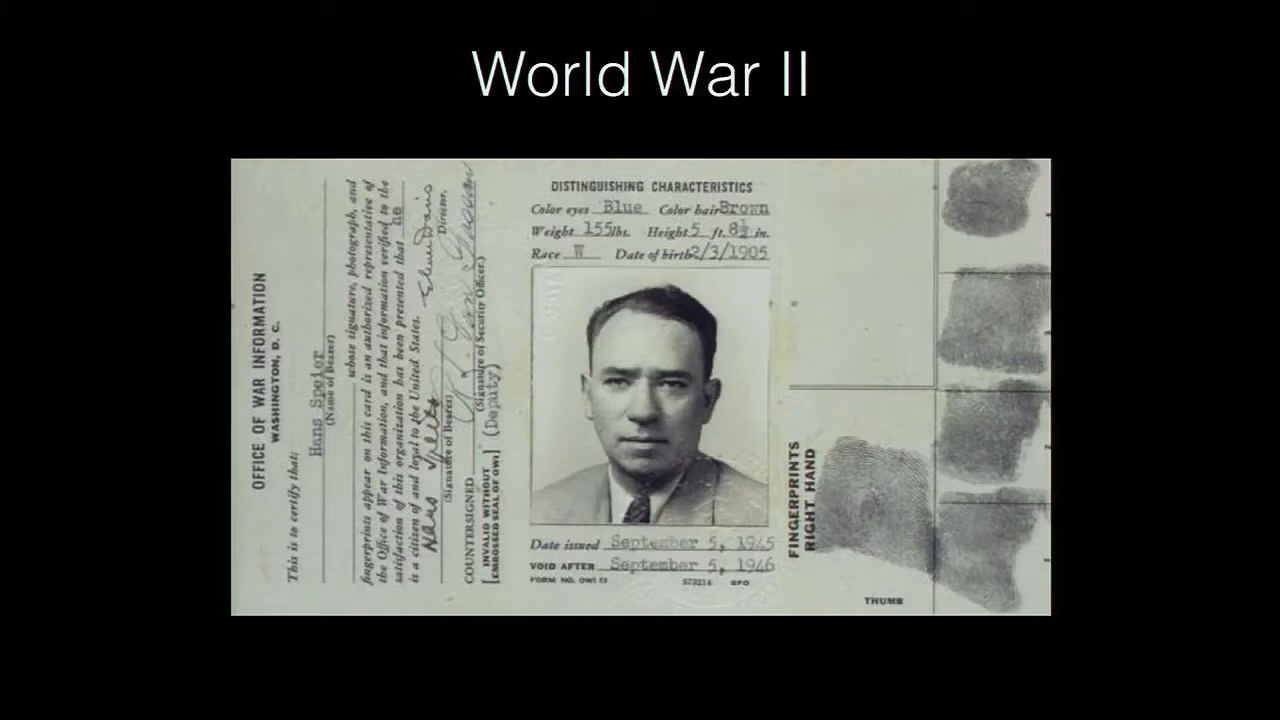 World War II
OFFICE OF WAR INFORMATION
WASHINGTON, D. C.
This is to certify that:
Hans Speier
(Name of Bearer)
whose signature, photograph, and
fingerprints appear on this card is an authorized representative of
the Office of War Information, and that information verified to the
satisfaction of this organization has been presented that he
is a citizen of and loyal to the United States.
Hans Speier
(Signature of Bearer)
Elmer Davis
Director.
COUNTERSIGNED
(Signature of Security Officer.)
(Deputy)
[INVALID WITHOUT
EMBOSSED SEAL OF OWI]
DISTINGUISHING CHARACTERISTICS
Color eyes Blue Color hair Brown
Weight 155 lbs. Height 5 ft. 8½ in.
Race W Date of birth 2/3/1905
Date issued September 5, 1945
VOID AFTER September 5, 1946
FORM NO. OWI 13
GPO
FINGERPRINTS
RIGHT HAND
THUMB